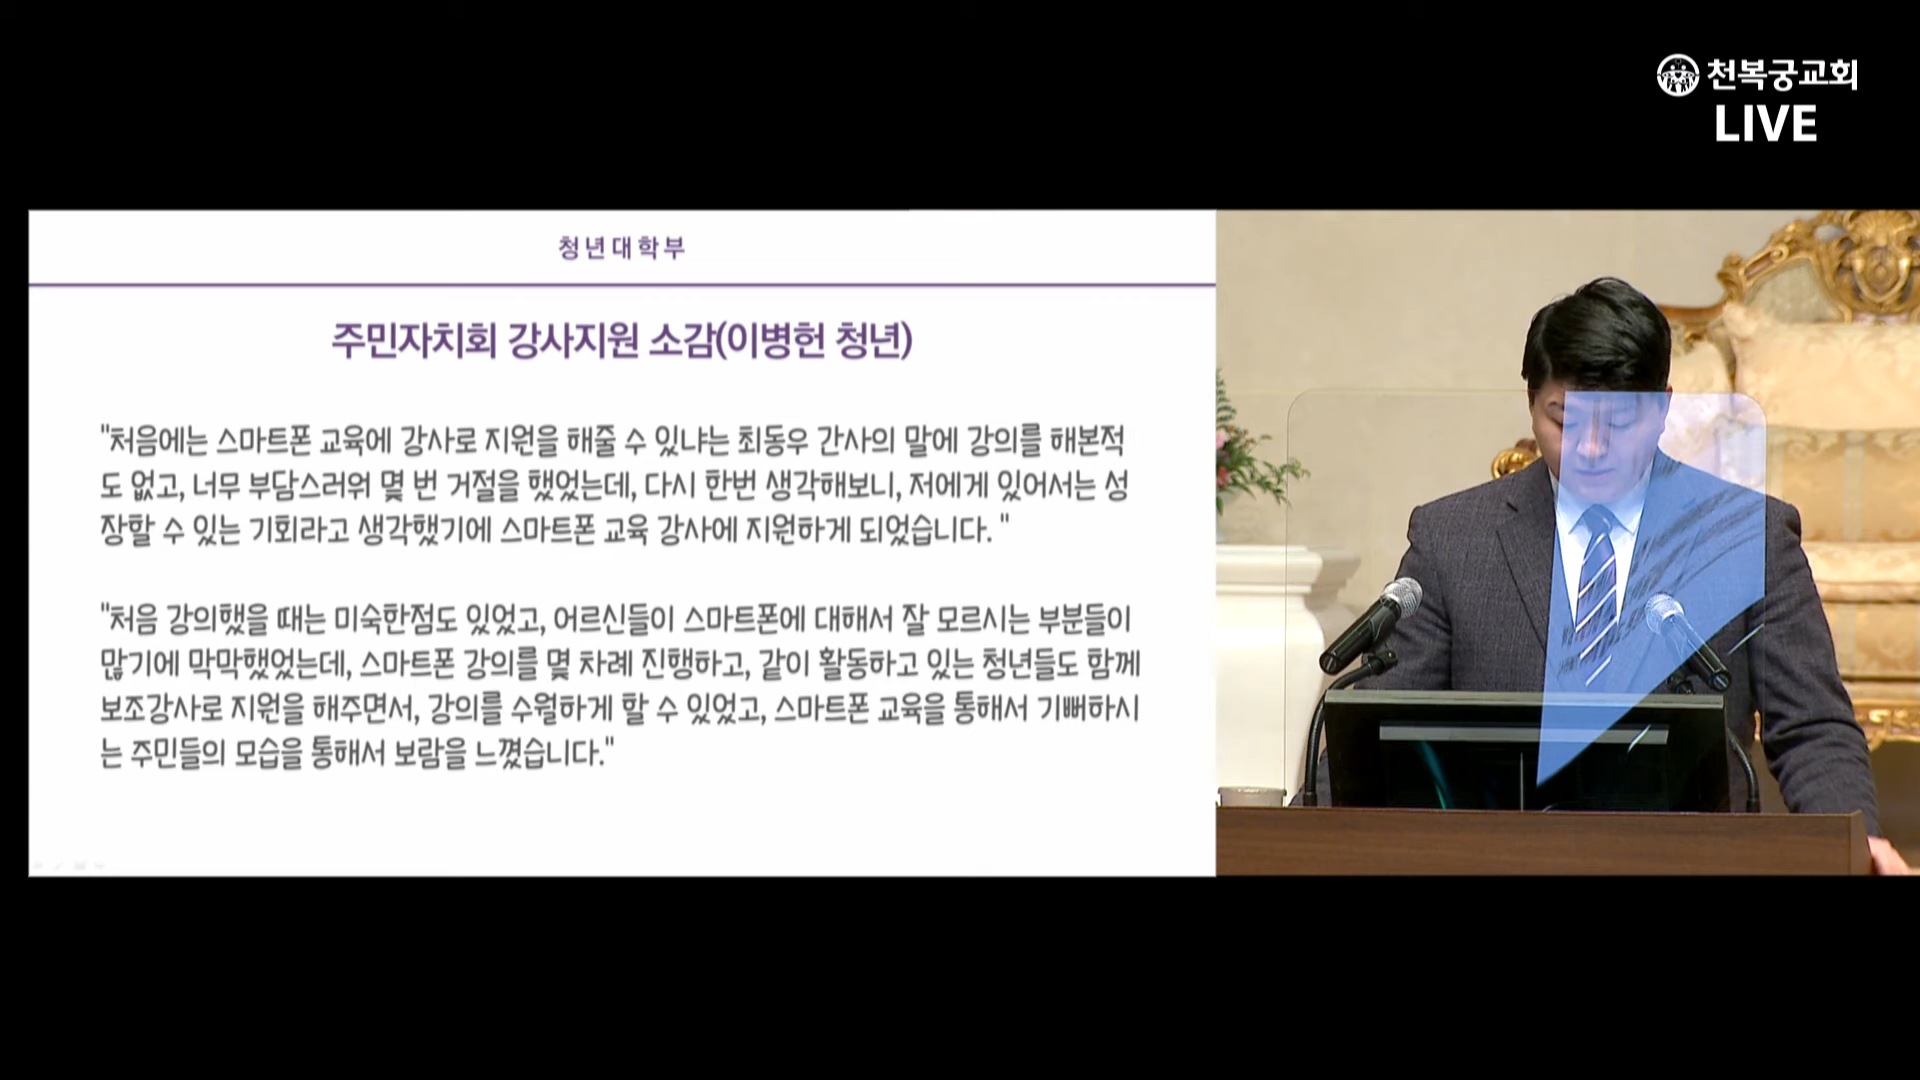 천복궁교회
LIVE
청년대학부
주민자치회 강사지원 소감(이병헌 청년)
"처음에는 스마트폰 교육에 강사로 지원을 해줄 수 있냐는 최동우 간사의 말에 강의를 해본적
도 없고, 너무 부담스러워 몇 번 거절을 했었는데, 다시 한번 생각해보니, 저에게 있어서는 성
장할 수 있는 기회라고 생각했기에 스마트폰 교육 강사에 지원하게 되었습니다. "
"처음 강의했을 때는 미숙한점도 있었고, 어르신들이 스마트폰에 대해서 잘 모르시는 부분들이
많기에 막막했었는데, 스마트폰 강의를 몇 차례 진행하고, 같이 활동하고 있는 청년들도 함께
보조강사로 지원을 해주면서, 강의를 수월하게 할 수 있었고, 스마트폰 교육을 통해서 기뻐하시
는 주민들의 모습을 통해서 보람을 느꼈습니다."